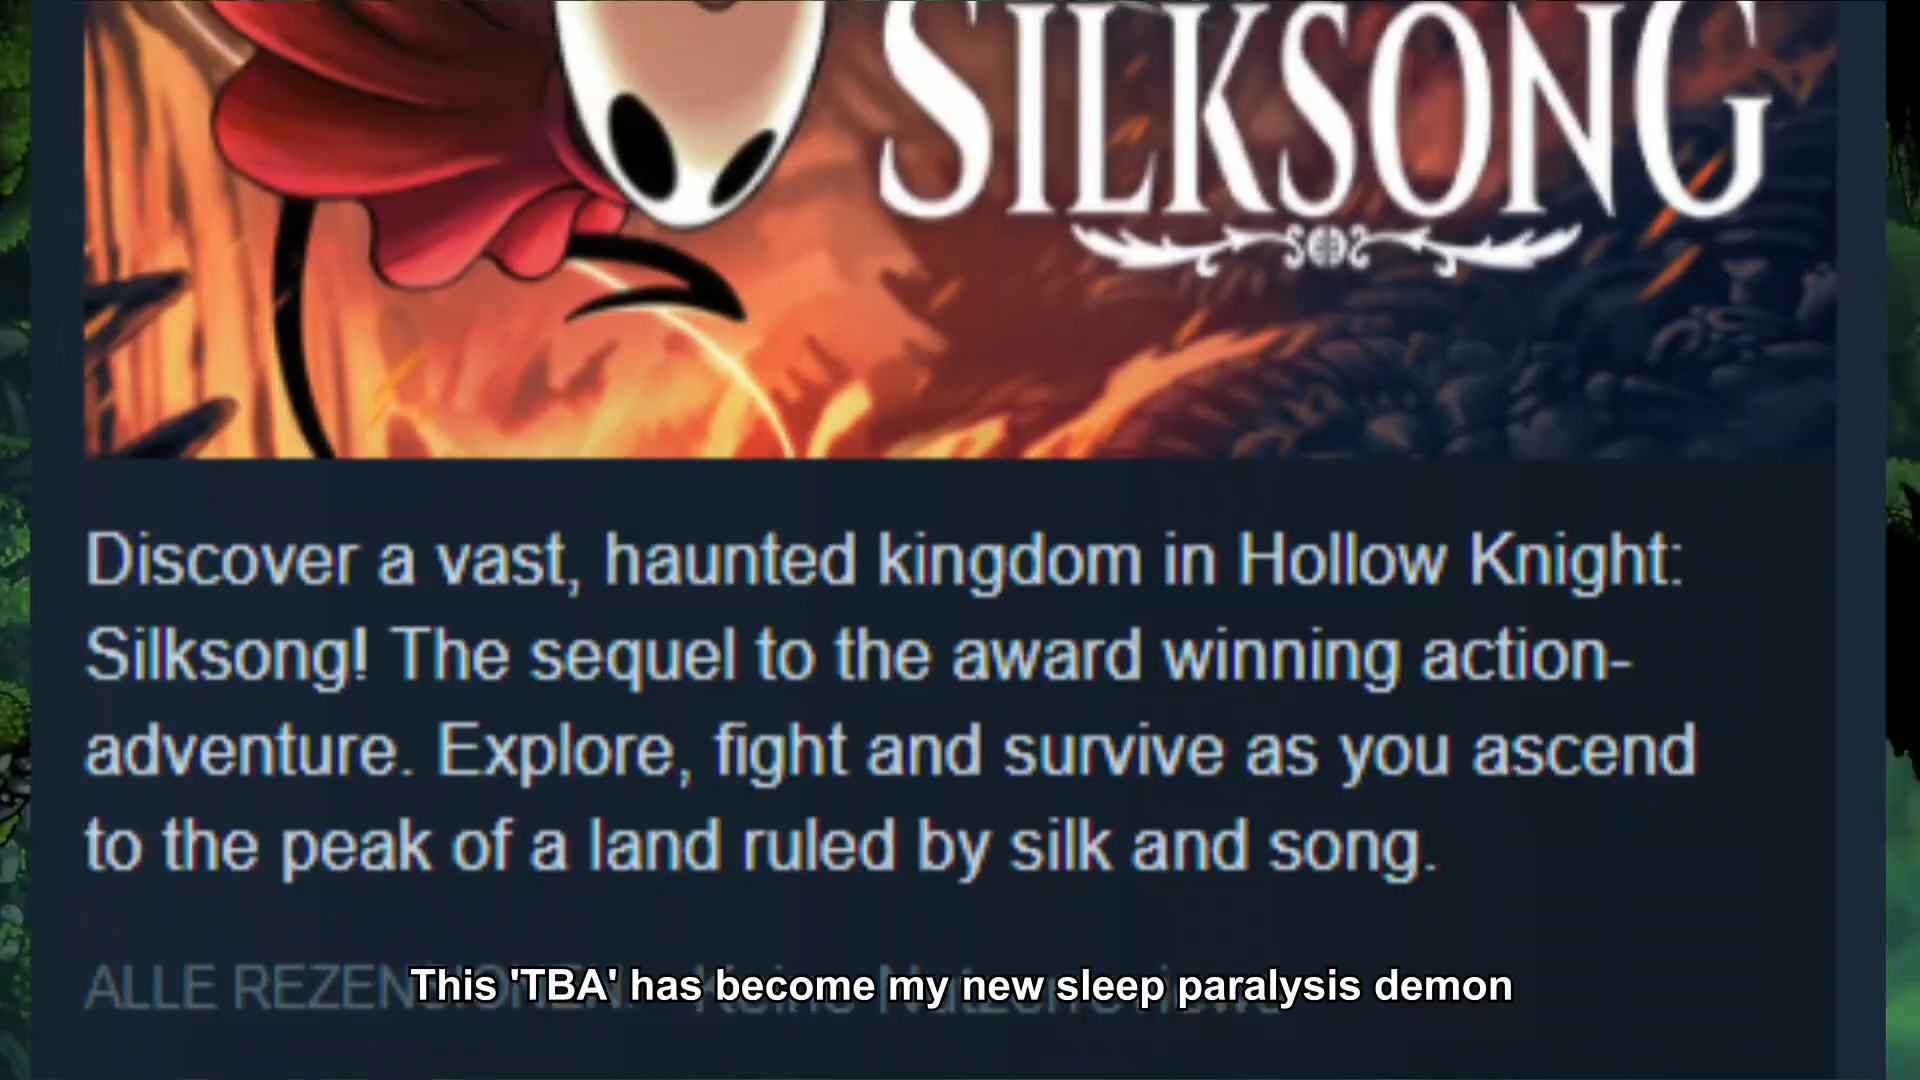 SILKSONG
Discover a vast, haunted kingdom in Hollow Knight:
Silksong! The sequel to the award winning action-
adventure. Explore, fight and survive as you ascend
to the peak of a land ruled by silk and song.
ALLE
This 'TBA' has become my new sleep paralysis demon